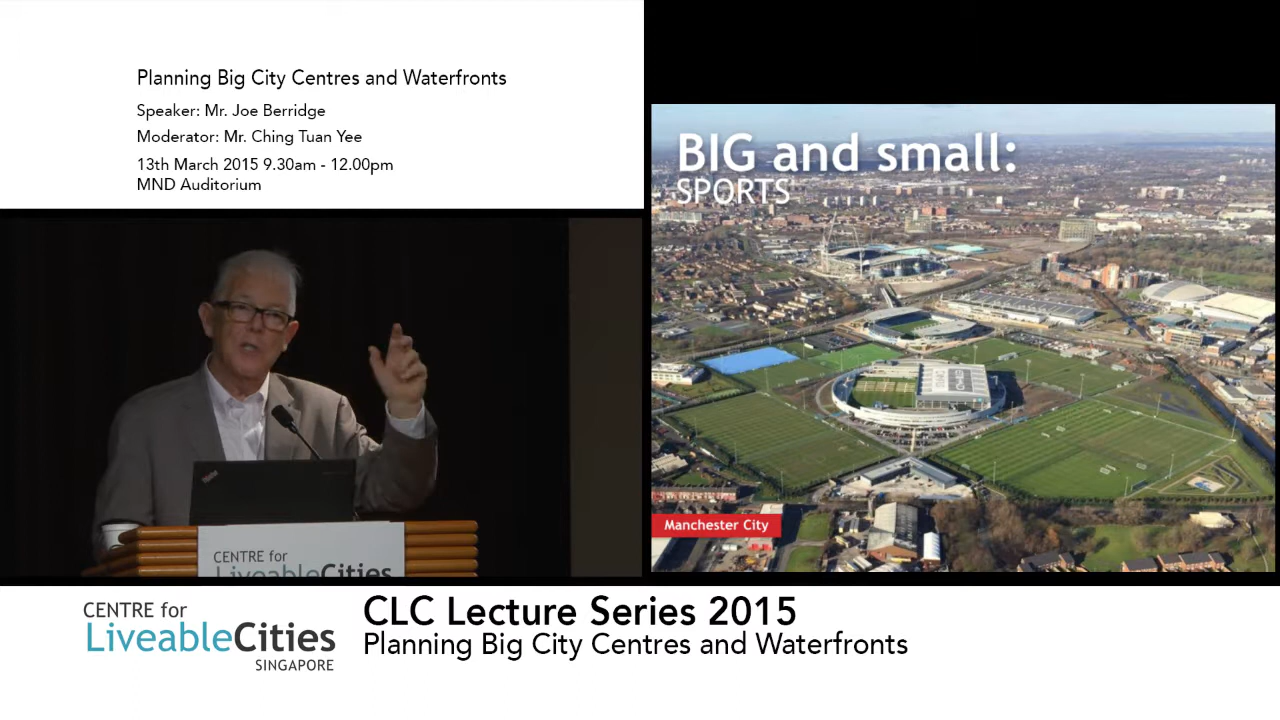 Planning Big City Centres and Waterfronts
Speaker: Mr. Joe Berridge
Moderator: Mr. Ching Tuan Yee
13th March 2015 9.30am - 12.00pm
MND Auditorium
BIG and small:
SPORTS
Manchester City
CENTRE for
LiveableCities
CENTRE for
LiveableCities
SINGAPORE
CLC Lecture Series 2015
Planning Big City Centres and Waterfronts